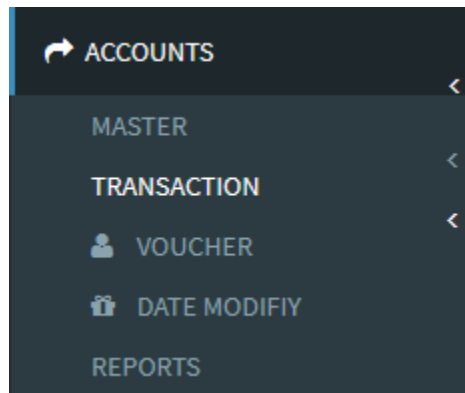 ACCOUNTS
MASTER
TRANSACTION
VOUCHER
DATE MODIFIY
REPORTS